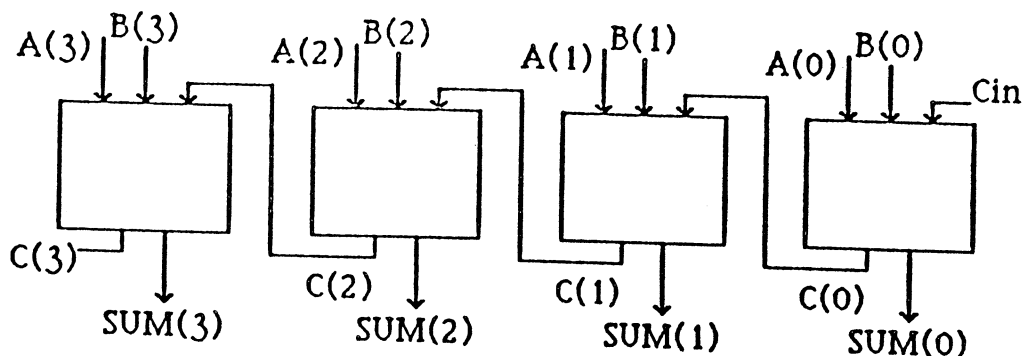 A(3) B(3) A(2) B(2) A(1) B(1) A(0) B(0) Cin
C(3) C(2) C(1) C(0)
SUM(3) SUM(2) SUM(1) SUM(0)